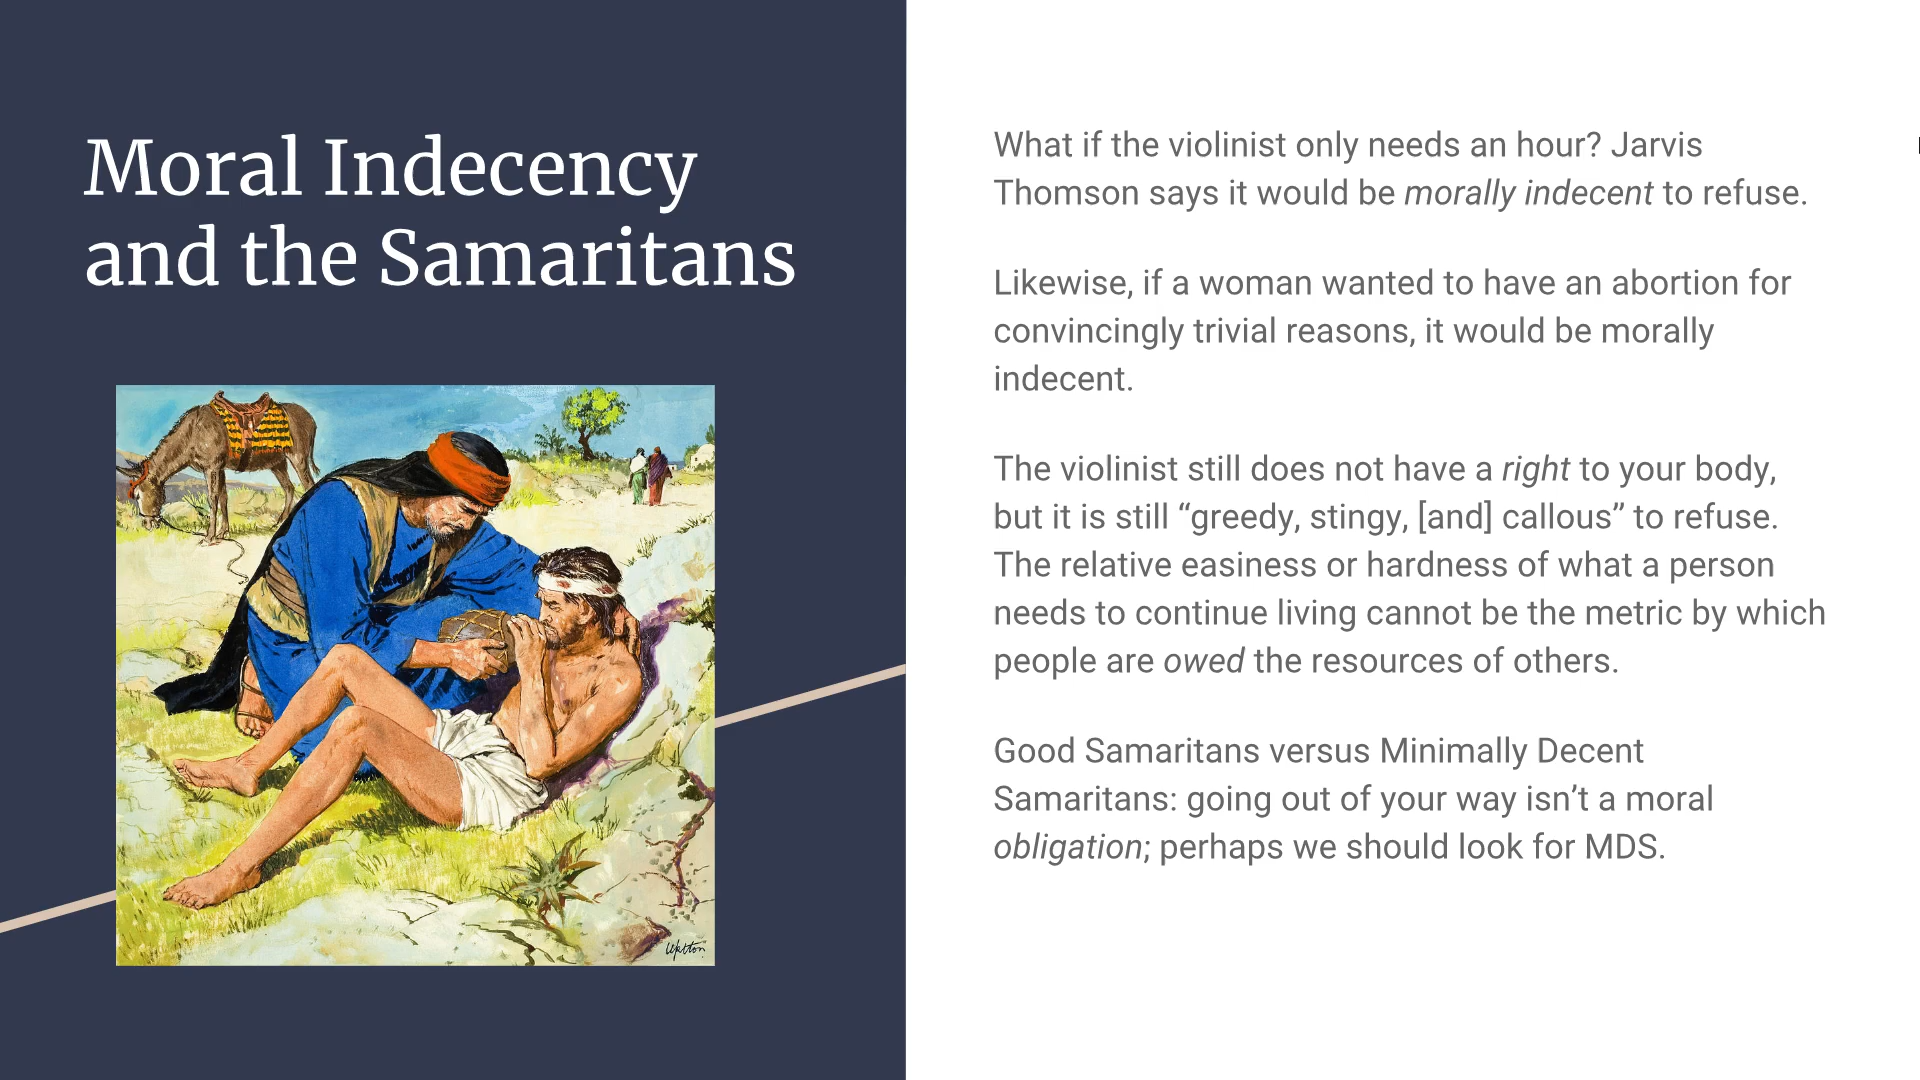 Moral Indecency
and the Samaritans
What if the violinist only needs an hour? Jarvis
Thomson says it would be morally indecent to refuse.
Likewise, if a woman wanted to have an abortion for
convincingly trivial reasons, it would be morally
indecent.
The violinist still does not have a right to your body,
but it is still “greedy, stingy, [and] callous” to refuse.
The relative easiness or hardness of what a person
needs to continue living cannot be the metric by which
people are owed the resources of others.
Good Samaritans versus Minimally Decent
Samaritans: going out of your way isn’t a moral
obligation; perhaps we should look for MDS.